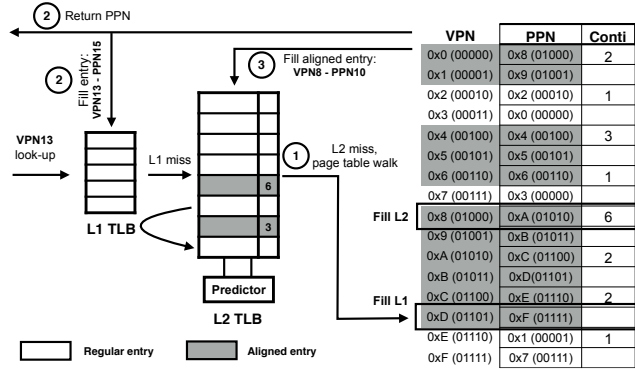 2 Return PPN
VPN PPN Conti
0x0 (00000) 0x8 (01000) 2
0x1 (00001) 0x9 (01001)
0x2 (00010) 0x2 (00010) 1
0x3 (00011) 0x0 (00000)
0x4 (00100) 0x4 (00100) 3
0x5 (00101) 0x5 (00101)
0x6 (00110) 0x6 (00110) 1
0x7 (00111) 0x3 (00000)
Fill L2 0x8 (01000) 0xA (01010) 6
0x9 (01001) 0xB (01011)
0xA (01010) 0xC (01100) 2
0xB (01011) 0xD(01101)
0xC (01100) 0xE (01110) 2
Fill L1 0xD (01101) 0xF (01111)
0xE (01110) 0x1 (00001) 1
0xF (01111) 0x7 (00111)
3 Fill aligned entry:
VPN8 - PPN10
2 Fill entry:
VPN13 - PPN15
VPN13
look-up
L1 miss
1 L2 miss,
page table walk
6
3
L1 TLB
Predictor
L2 TLB
Regular entry
Aligned entry